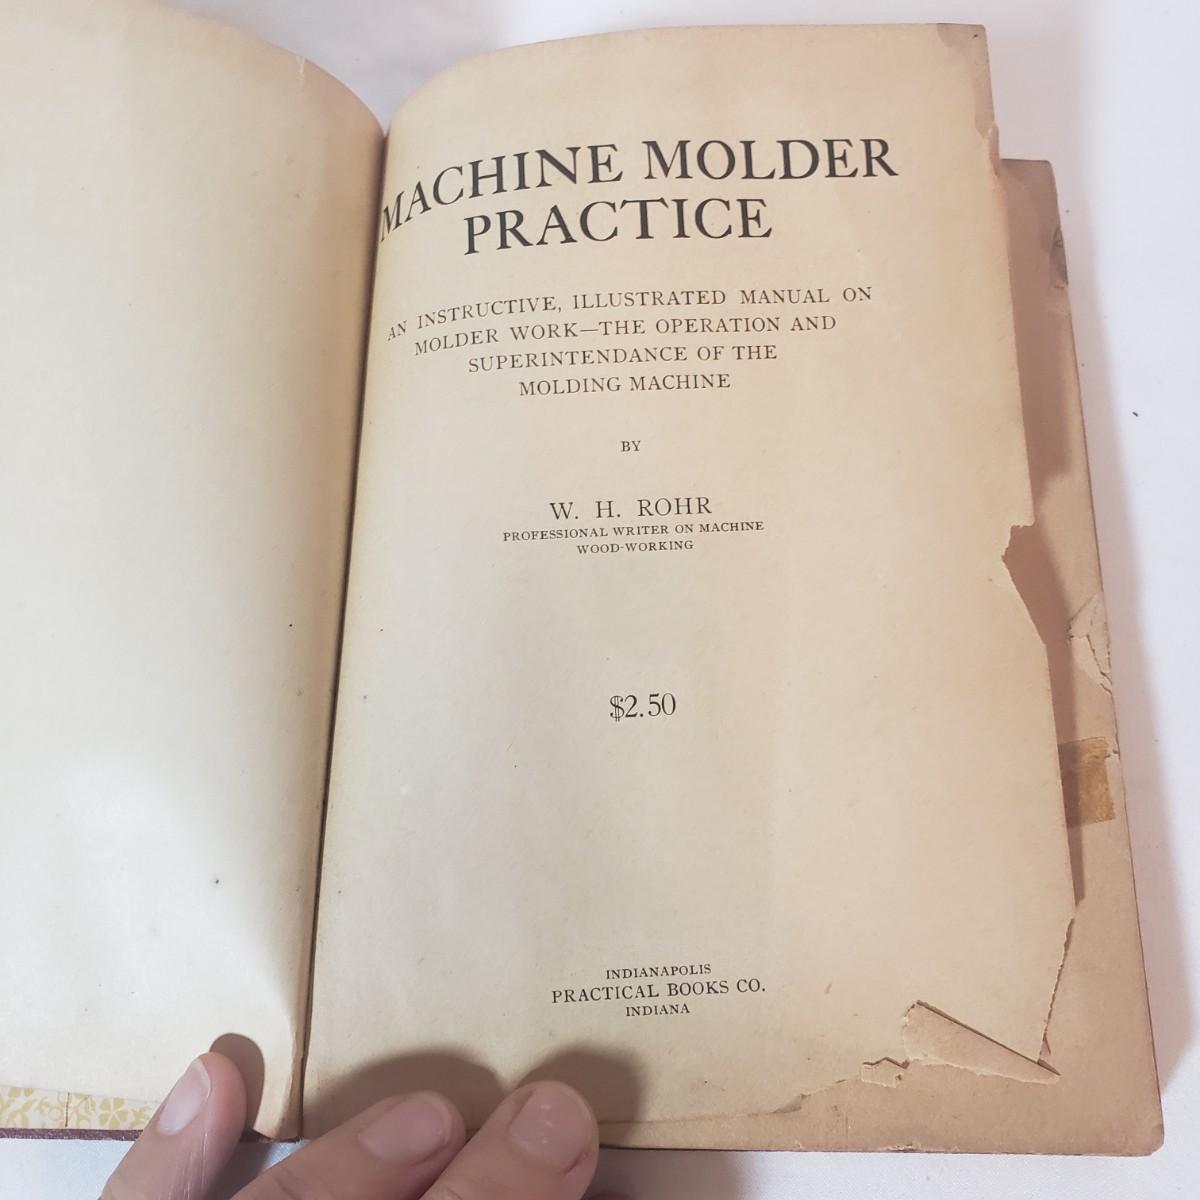 MACHINE MOLDER
PRACTICE
AN INSTRUCTIVE, ILLUSTRATED MANUAL ON
MOLDER WORK—THE OPERATION AND
SUPERINTENDANCE OF THE
MOLDING MACHINE
BY
W. H. ROHR
PROFESSIONAL WRITER ON MACHINE
WOOD-WORKING
$2.50
INDIANAPOLIS
PRACTICAL BOOKS CO.
INDIANA